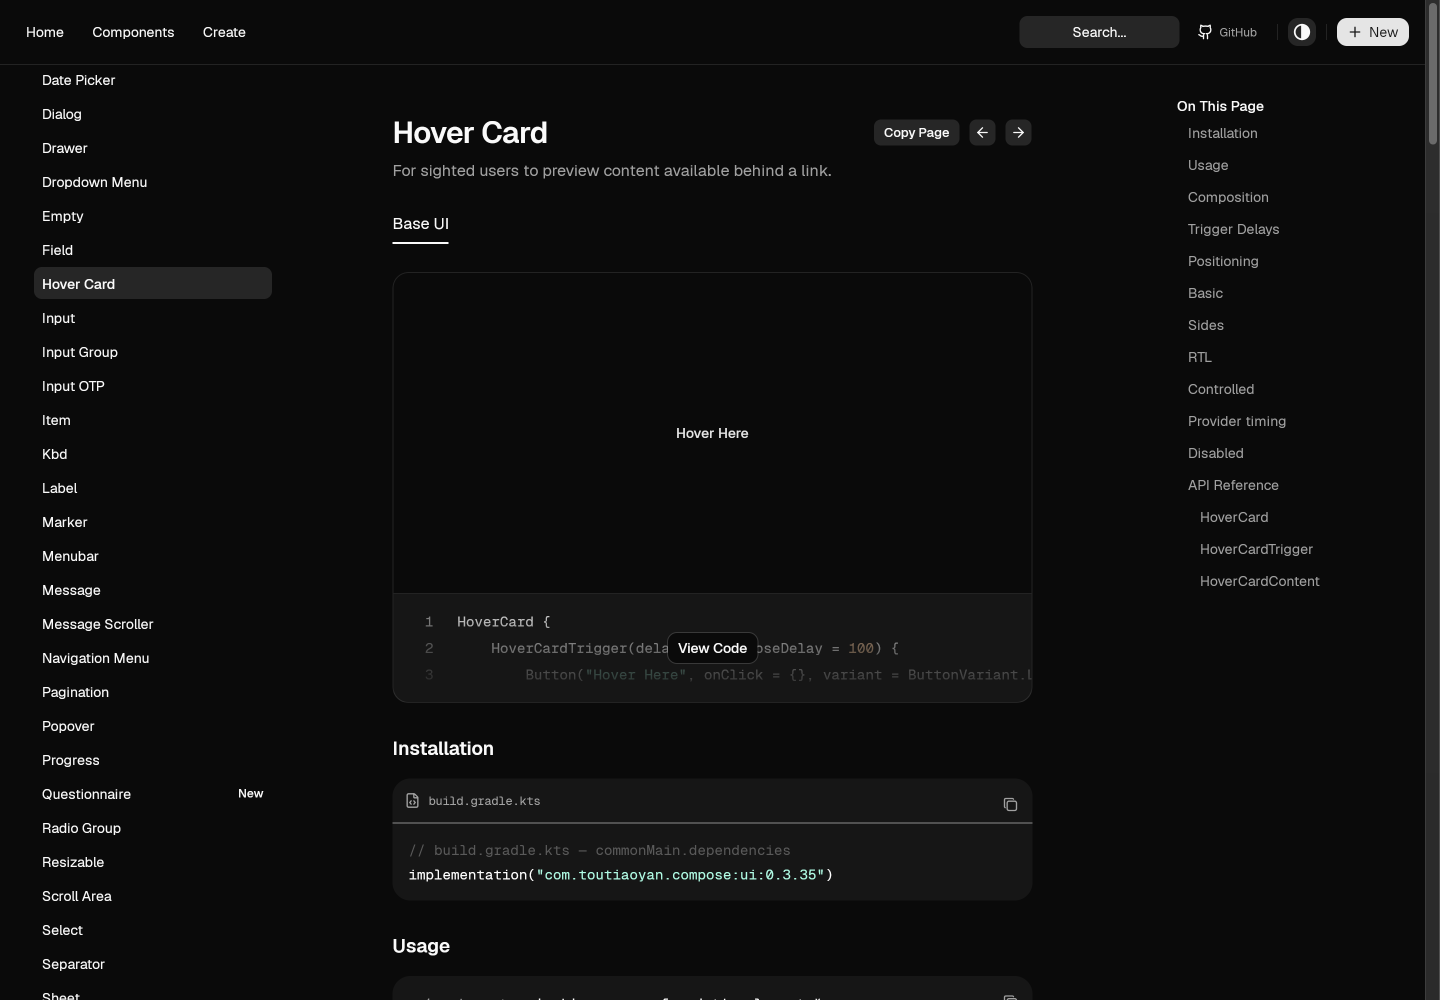 Home Components Create Search... GitHub New
Date Picker
Dialog
Drawer
Dropdown Menu
Empty
Field
Hover Card
Input
Input Group
Input OTP
Item
Kbd
Label
Marker
Menubar
Message
Message Scroller
Navigation Menu
Pagination
Popover
Progress
Questionnaire New
Radio Group
Resizable
Scroll Area
Select
Separator
Sheet
Hover Card
Copy Page
For sighted users to preview content available behind a link.
Base UI
Hover Here
1 HoverCard {
2 HoverCardTrigger(dela View Code oseDelay = 100) {
3 Button("Hover Here", onClick = {}, variant = ButtonVariant.L
Installation
build.gradle.kts
// build.gradle.kts — commonMain.dependencies
implementation("com.toutiaoyan.compose:ui:0.3.35")
Usage
On This Page
Installation
Usage
Composition
Trigger Delays
Positioning
Basic
Sides
RTL
Controlled
Provider timing
Disabled
API Reference
HoverCard
HoverCardTrigger
HoverCardContent